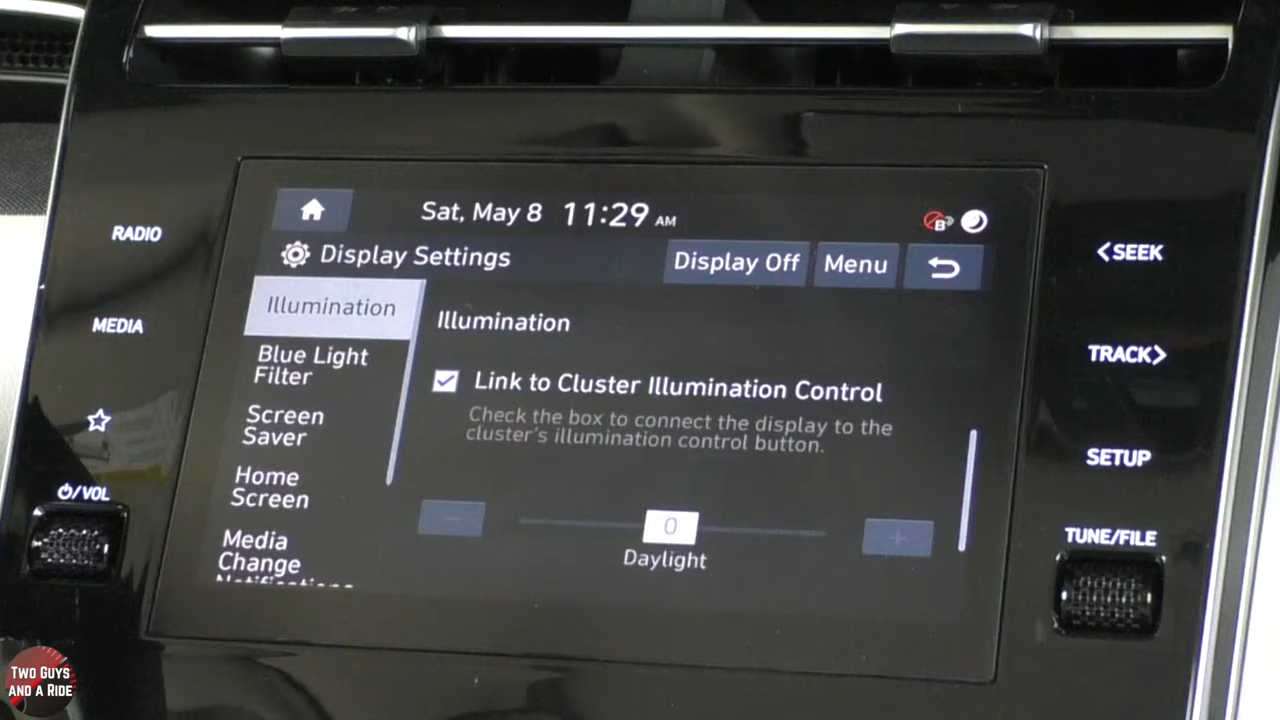 Sat, May 8 11:29 AM
Display Settings
Display Off
Menu
Illumination
Blue Light
Filter
Screen
Saver
Home
Screen
Media
Change
Notifications
Illumination
Link to Cluster Illumination Control
Check the box to connect the display to the
cluster's illumination control button.
-
0
+
Daylight
RADIO
MEDIA
⏻/VOL
<SEEK
TRACK>
SETUP
TUNE/FILE
TWO GUYS
AND A RIDE